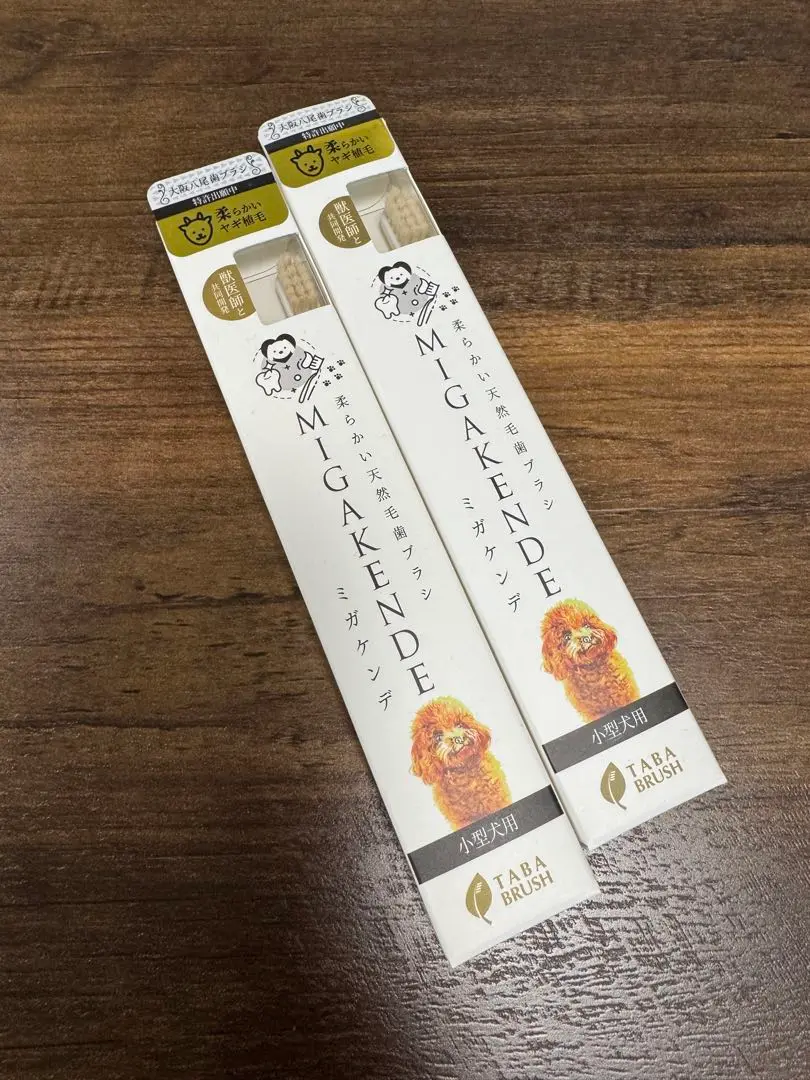 大阪八尾歯ブラシ
特許出願中
柔らかい
ヤギ植毛
獣医師と
共同開発
柔らかい天然毛歯ブラシ
MIGAKENDE
ミガケンデ
小型犬用
TABA
BRUSH
大阪八尾歯ブラシ
特許出願中
柔らかい
ヤギ植毛
獣医師と
共同開発
柔らかい天然毛歯ブラシ
MIGAKENDE
ミガケンデ
小型犬用
TABA
BRUSH